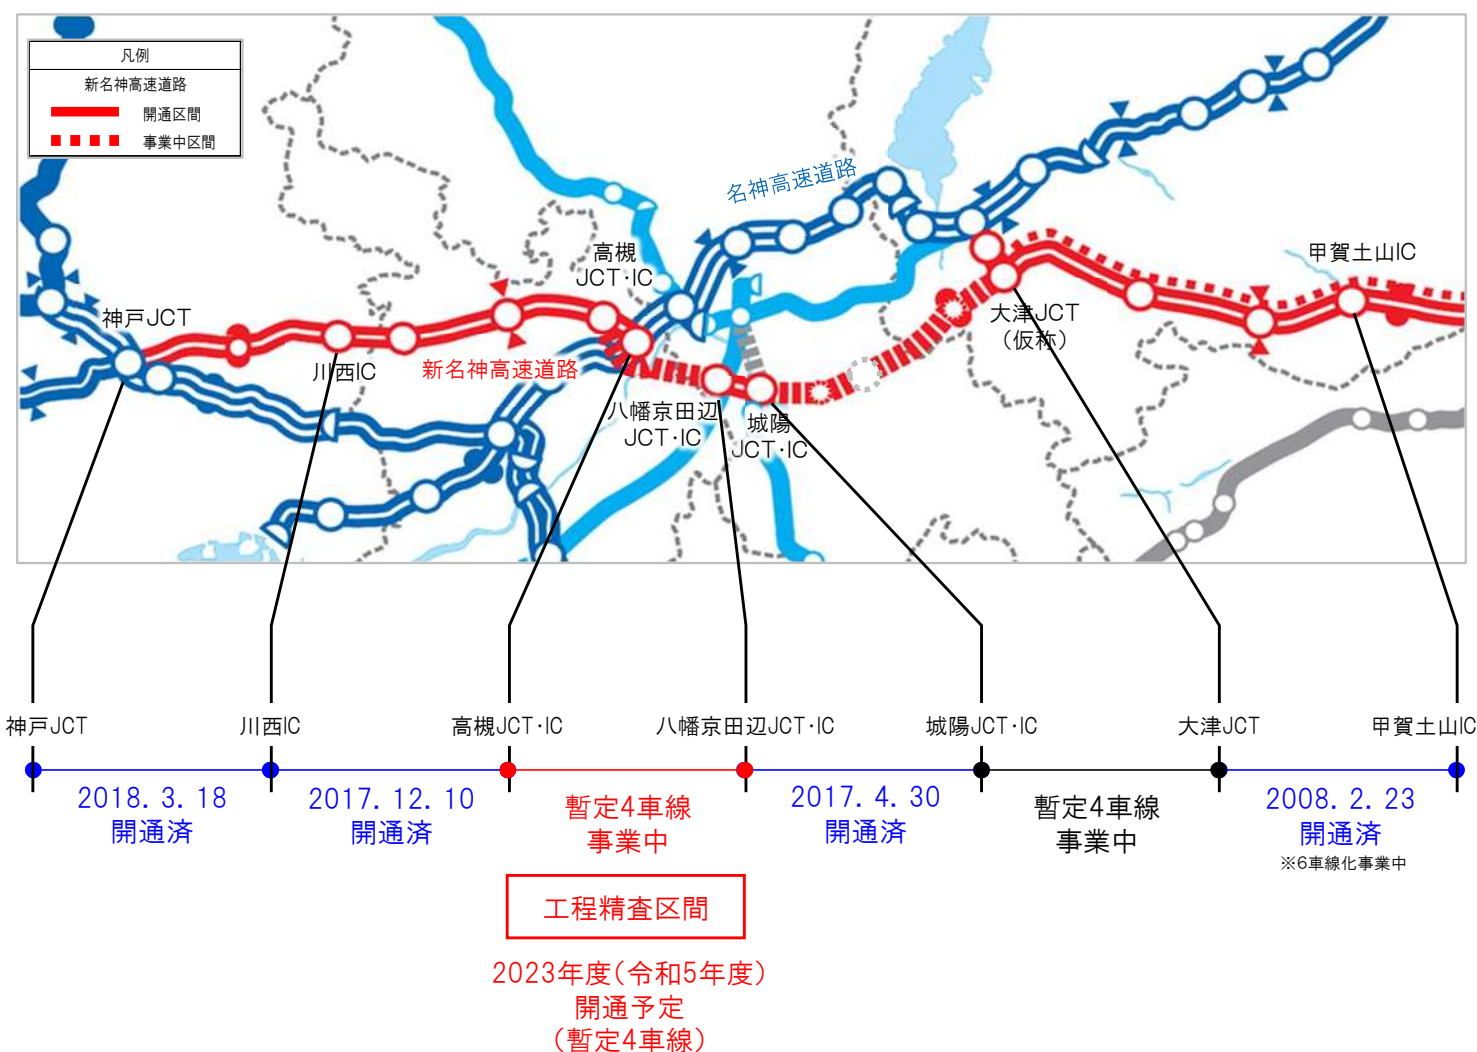 凡例
新名神高速道路
開通区間
事業中区間
名神高速道路
高槻
JCT・IC
甲賀土山IC
神戸JCT
大津JCT
（仮称）
川西IC
新名神高速道路
八幡京田辺
JCT・IC
城陽
JCT・IC
神戸JCT
川西IC
高槻JCT・IC
八幡京田辺JCT・IC
城陽JCT・IC
大津JCT
甲賀土山IC
2018.3.18
開通済
2017.12.10
開通済
暫定4車線
事業中
2017.4.30
開通済
暫定4車線
事業中
2008.2.23
開通済
※6車線化事業中
工程精査区間
2023年度（令和5年度）
開通予定
（暫定4車線）